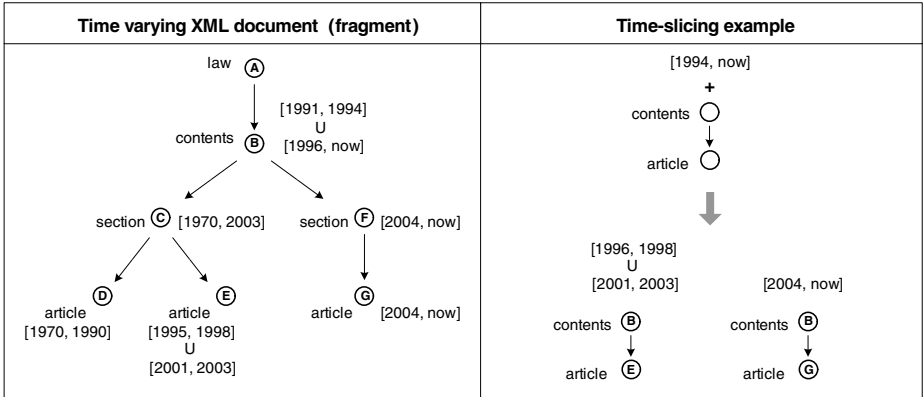 Time varying XML document (fragment)
law A
[1991, 1994]
U
contents B [1996, now]
section C [1970, 2003]
section F [2004, now]
D
article
[1970, 1990]
E
article
[1995, 1998]
U
[2001, 2003]
G
article [2004, now]
Time-slicing example
[1994, now]
+
contents
article
[1996, 1998]
U
[2001, 2003]
contents B
article E
[2004, now]
contents B
article G